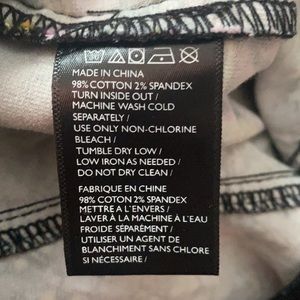 MADE IN CHINA
98% COTTON 2% SPANDEX
TURN INSIDE OUT /
MACHINE WASH COLD
SEPARATELY /
USE ONLY NON-CHLORINE
BLEACH /
TUMBLE DRY LOW /
LOW IRON AS NEEDED /
DO NOT DRY CLEAN /
FABRIQUE EN CHINE
98% COTTON 2% SPANDEX
METTRE A L'ENVERS /
LAVER À LA MACHINE À L'EAU
FROIDE SÉPARÉMENT /
UTILISER UN AGENT DE
BLANCHIMENT SANS CHLORE
SI NÉCESSAIRE /